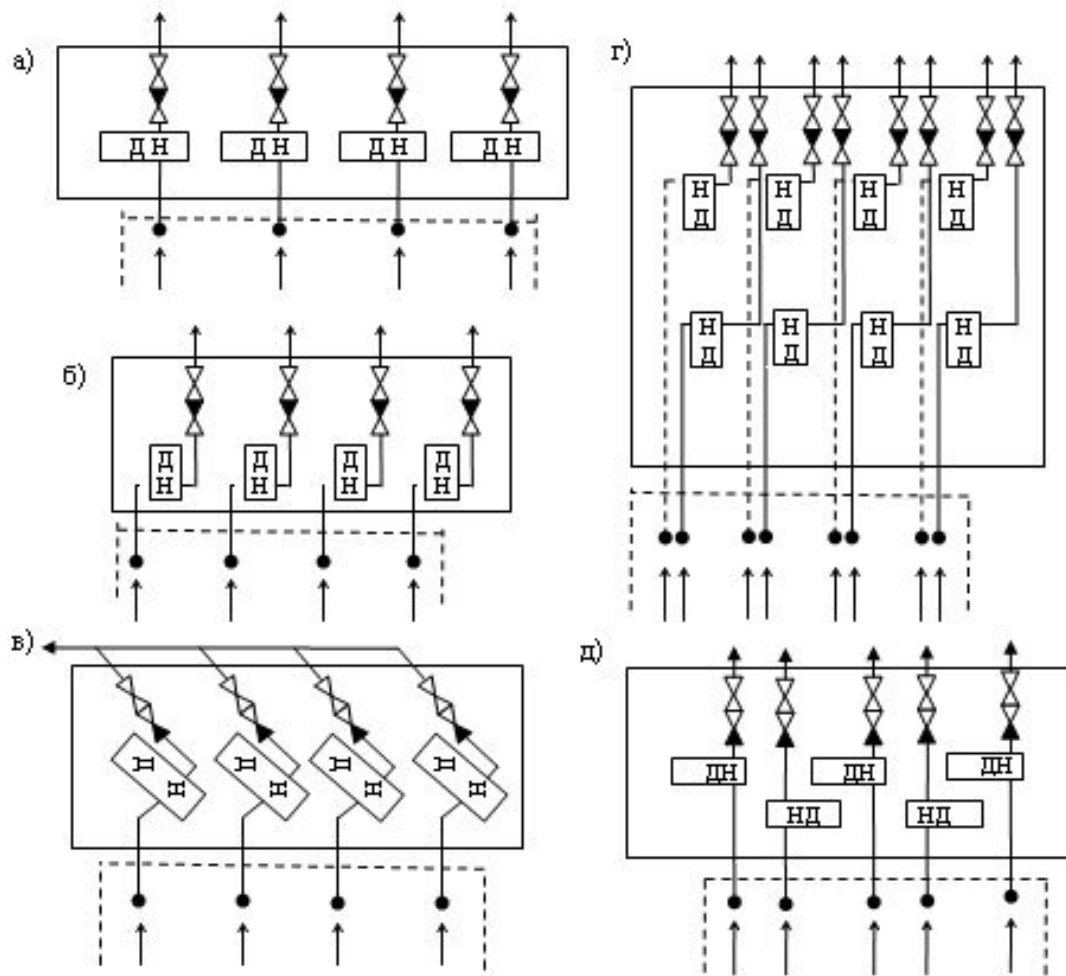 а)
Д Н Д Н Д Н Д Н
б)
Д Д Д Д
Н Н Н Н
в)
Д Д Д Д
Н Н Н Н
г)
Н Н Н Н
Д Д Д Д
Н Н Н Н
Д Д Д Д
д)
ДН ДН ДН
НД НД